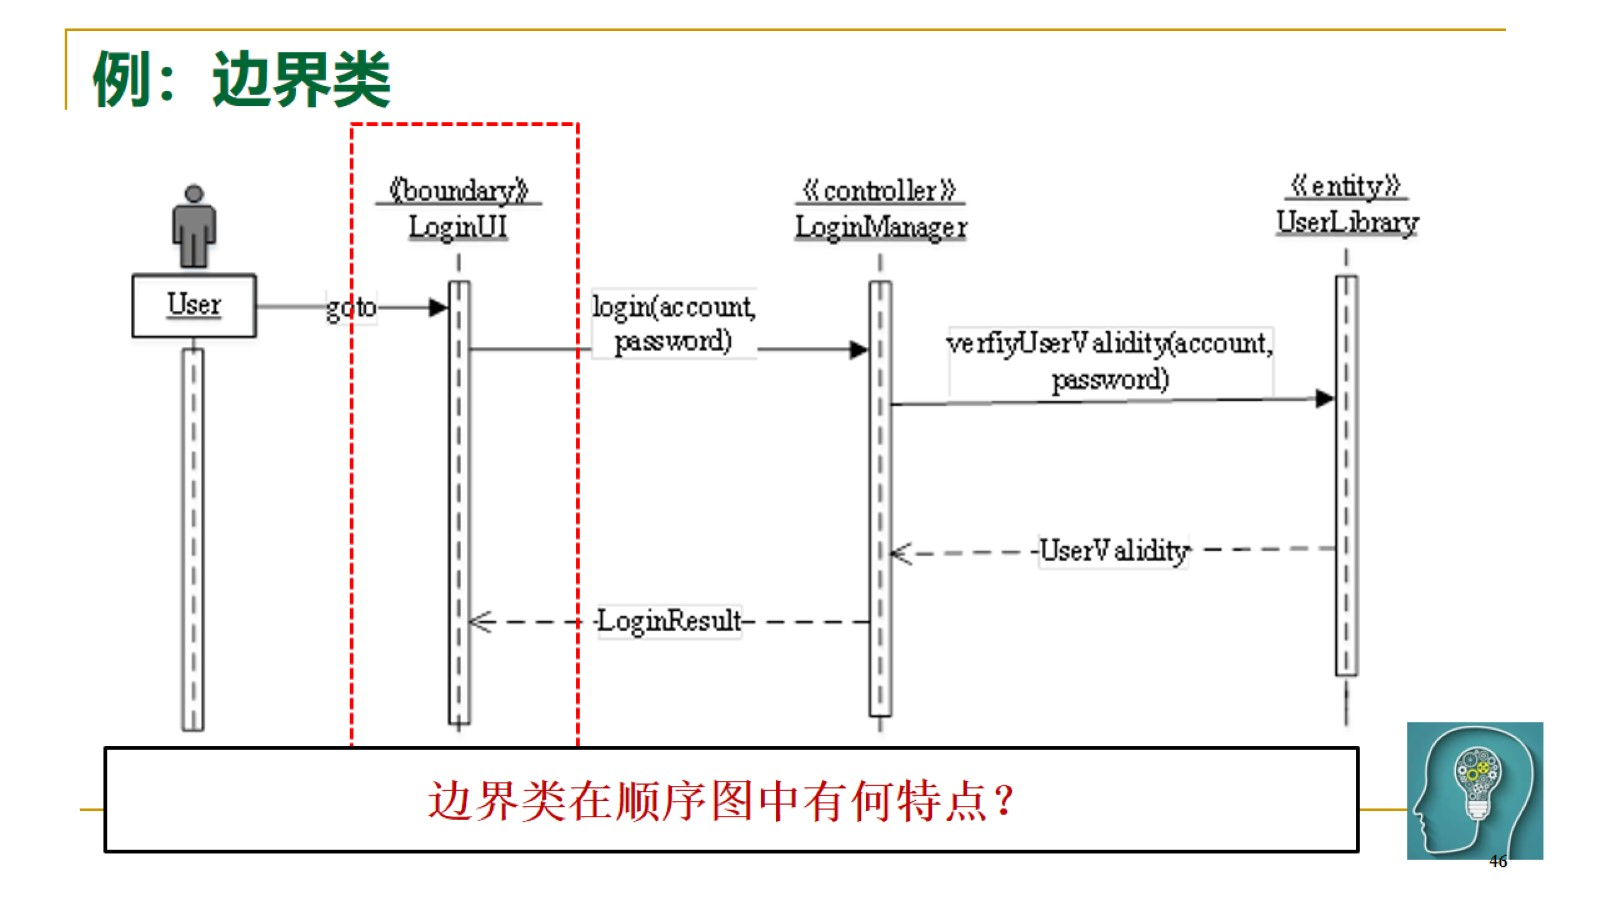 例：边界类
《boundary》
LoginUI
《controller》
LoginManager
《entity》
UserLibrary
User
goto
login(account,
password)
verfiyUserValidity(account,
password)
UserValidity
LoginResult
边界类在顺序图中有何特点？
46